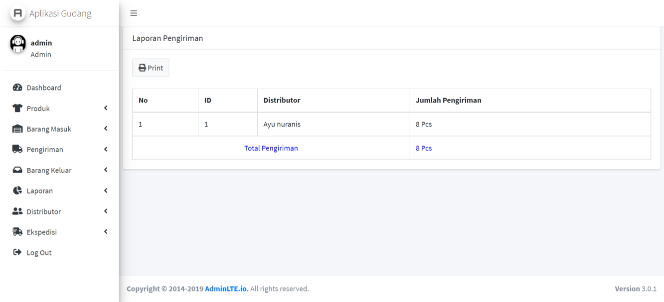 Aplikasi Gudang
admin
Admin
Dashboard
Produk
Barang Masuk
Pengiriman
Barang Keluar
Laporan
Distributor
Ekspedisi
Log Out
Laporan Pengiriman
Print
No ID Distributor Jumlah Pengiriman
1 1 Ayu nuranis 8 Pcs
Total Pengiriman 8 Pcs
Copyright © 2014-2019 AdminLTE.io. All rights reserved. Version 3.0.1